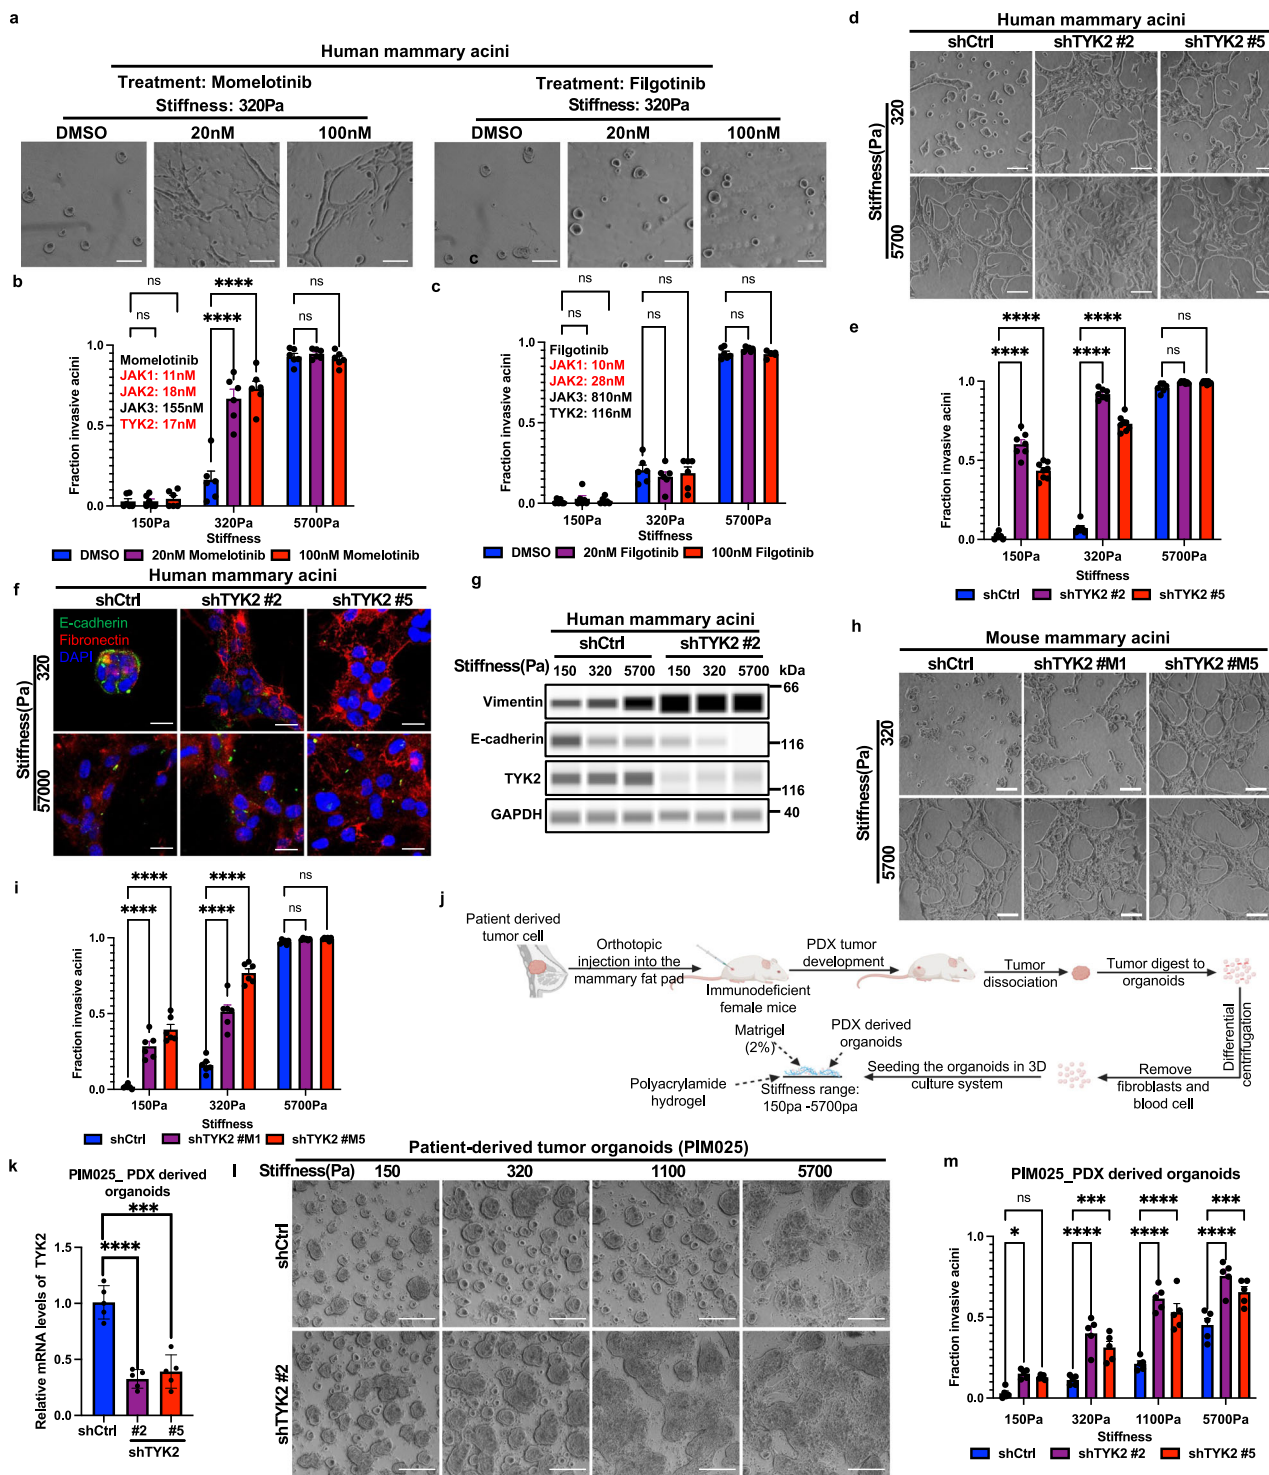 a
Human mammary acini
Treatment: Momelotinib
Treatment: Filgotinib
Stiffness: 320Pa
Stiffness: 320Pa
DMSO 20nM 100nM
DMSO 20nM 100nM
c
b
ns
****
ns
ns
****
ns
Fraction invasive acini
1.0
0.5
0.0
Momelotinib
JAK1: 11nM
JAK2: 18nM
JAK3: 155nM
TYK2: 17nM
150Pa 320Pa 5700Pa
Stiffness
DMSO 20nM Momelotinib 100nM Momelotinib
c
ns
ns
ns
ns
ns
ns
Fraction invasive acini
1.0
0.5
0.0
Filgotinib
JAK1: 10nM
JAK2: 28nM
JAK3: 810nM
TYK2: 116nM
150Pa 320Pa 5700Pa
Stiffness
DMSO 20nM Filgotinib 100nM Filgotinib
d
Human mammary acini
shCtrl shTYK2 #2 shTYK2 #5
Stiffness(Pa)
320
5700
e
****
****
ns
****
****
ns
Fraction invasive acini
1.0
0.5
0.0
150Pa 320Pa 5700Pa
Stiffness
shCtrl shTYK2 #2 shTYK2 #5
f
Human mammary acini
shCtrl shTYK2 #2 shTYK2 #5
E-cadherin
Fibronectin
DAPI
Stiffness(Pa)
320
57000
g
Human mammary acini
shCtrl shTYK2 #2
Stiffness(Pa) 150 320 5700 150 320 5700 kDa
Vimentin
66
E-cadherin
116
TYK2
116
GAPDH
40
h
Mouse mammary acini
shCtrl shTYK2 #M1 shTYK2 #M5
Stiffness(Pa)
320
5700
i
****
****
ns
****
****
ns
Fraction invasive acini
1.0
0.5
0.0
150Pa 320Pa 5700Pa
Stiffness
shCtrl shTYK2 #M1 shTYK2 #M5
j
Patient derived
tumor cell
Orthotopic
injection into the
mammary fat pad
Immunodeficient
female mice
PDX tumor
development
Tumor
dissociation
Tumor digest to
organoids
Differential
centrifugation
Remove
fibroblasts and
blood cell
Seeding the organoids in 3D
culture system
Matrigel
(2%)
PDX derived
organoids
Polyacrylamide
hydrogel
Stiffness range:
150pa -5700pa
k
PIM025_ PDX derived
organoids
***
****
Relative mRNA levels of TYK2
1.5
1.0
0.5
0.0
shCtrl #2 #5
shTYK2
l
Patient-derived tumor organoids (PIM025)
Stiffness(Pa) 150 320 1100 5700
shCtrl
shTYK2 #2
m
PIM025_PDX derived organoids
ns
***
****
***
*
****
****
****
Fraction invasive acini
1.0
0.8
0.6
0.4
0.2
0.0
150Pa 320Pa 1100Pa 5700Pa
Stiffness
shCtrl shTYK2 #2 shTYK2 #5